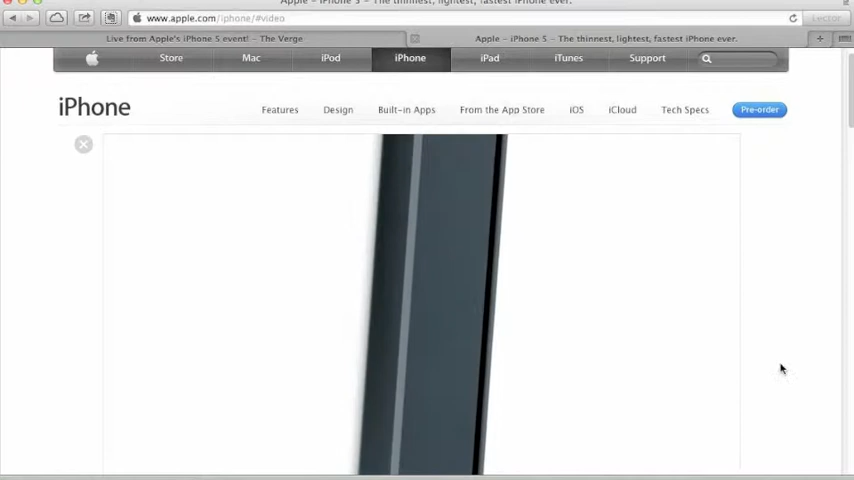 Apple – iPhone 5 – The thinnest, lightest, fastest iPhone ever.
www.apple.com/iphone/#video
Lector
Live from Apple's iPhone 5 event! – The Verge
Apple – iPhone 5 – The thinnest, lightest, fastest iPhone ever.
Store
Mac
iPod
iPhone
iPad
iTunes
Support
iPhone
Features
Design
Built-in Apps
From the App Store
iOS
iCloud
Tech Specs
Pre-order